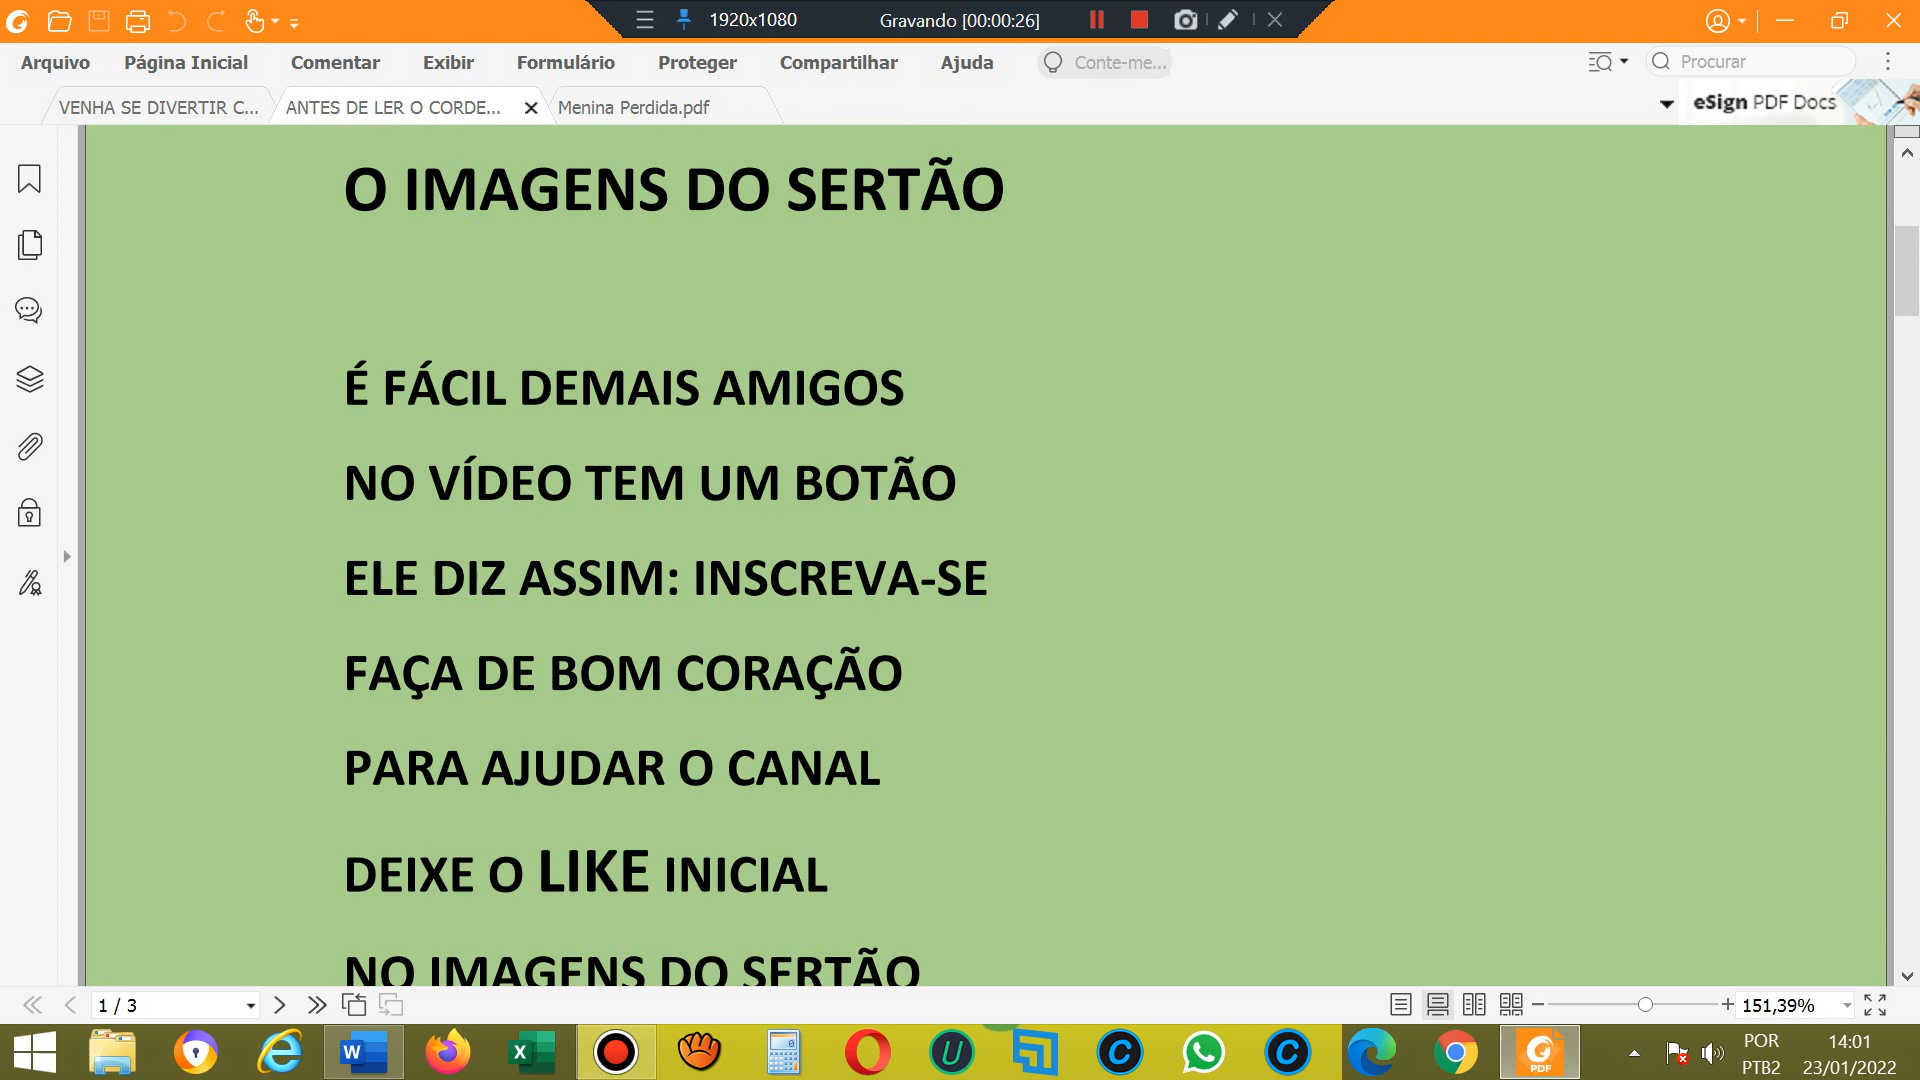 1920x1080 Gravando [00:00:26]
Arquivo Página Inicial Comentar Exibir Formulário Proteger Compartilhar Ajuda Conte-me... Procurar
VENHA SE DIVERTIR C... ANTES DE LER O CORDE... Menina Perdida.pdf eSign PDF Docs
O IMAGENS DO SERTÃO
É FÁCIL DEMAIS AMIGOS
NO VÍDEO TEM UM BOTÃO
ELE DIZ ASSIM: INSCREVA-SE
FAÇA DE BOM CORAÇÃO
PARA AJUDAR O CANAL
DEIXE O LIKE INICIAL
NO IMAGENS DO SERTÃO
1 / 3 151,39%
POR 14:01
PTB2 23/01/2022